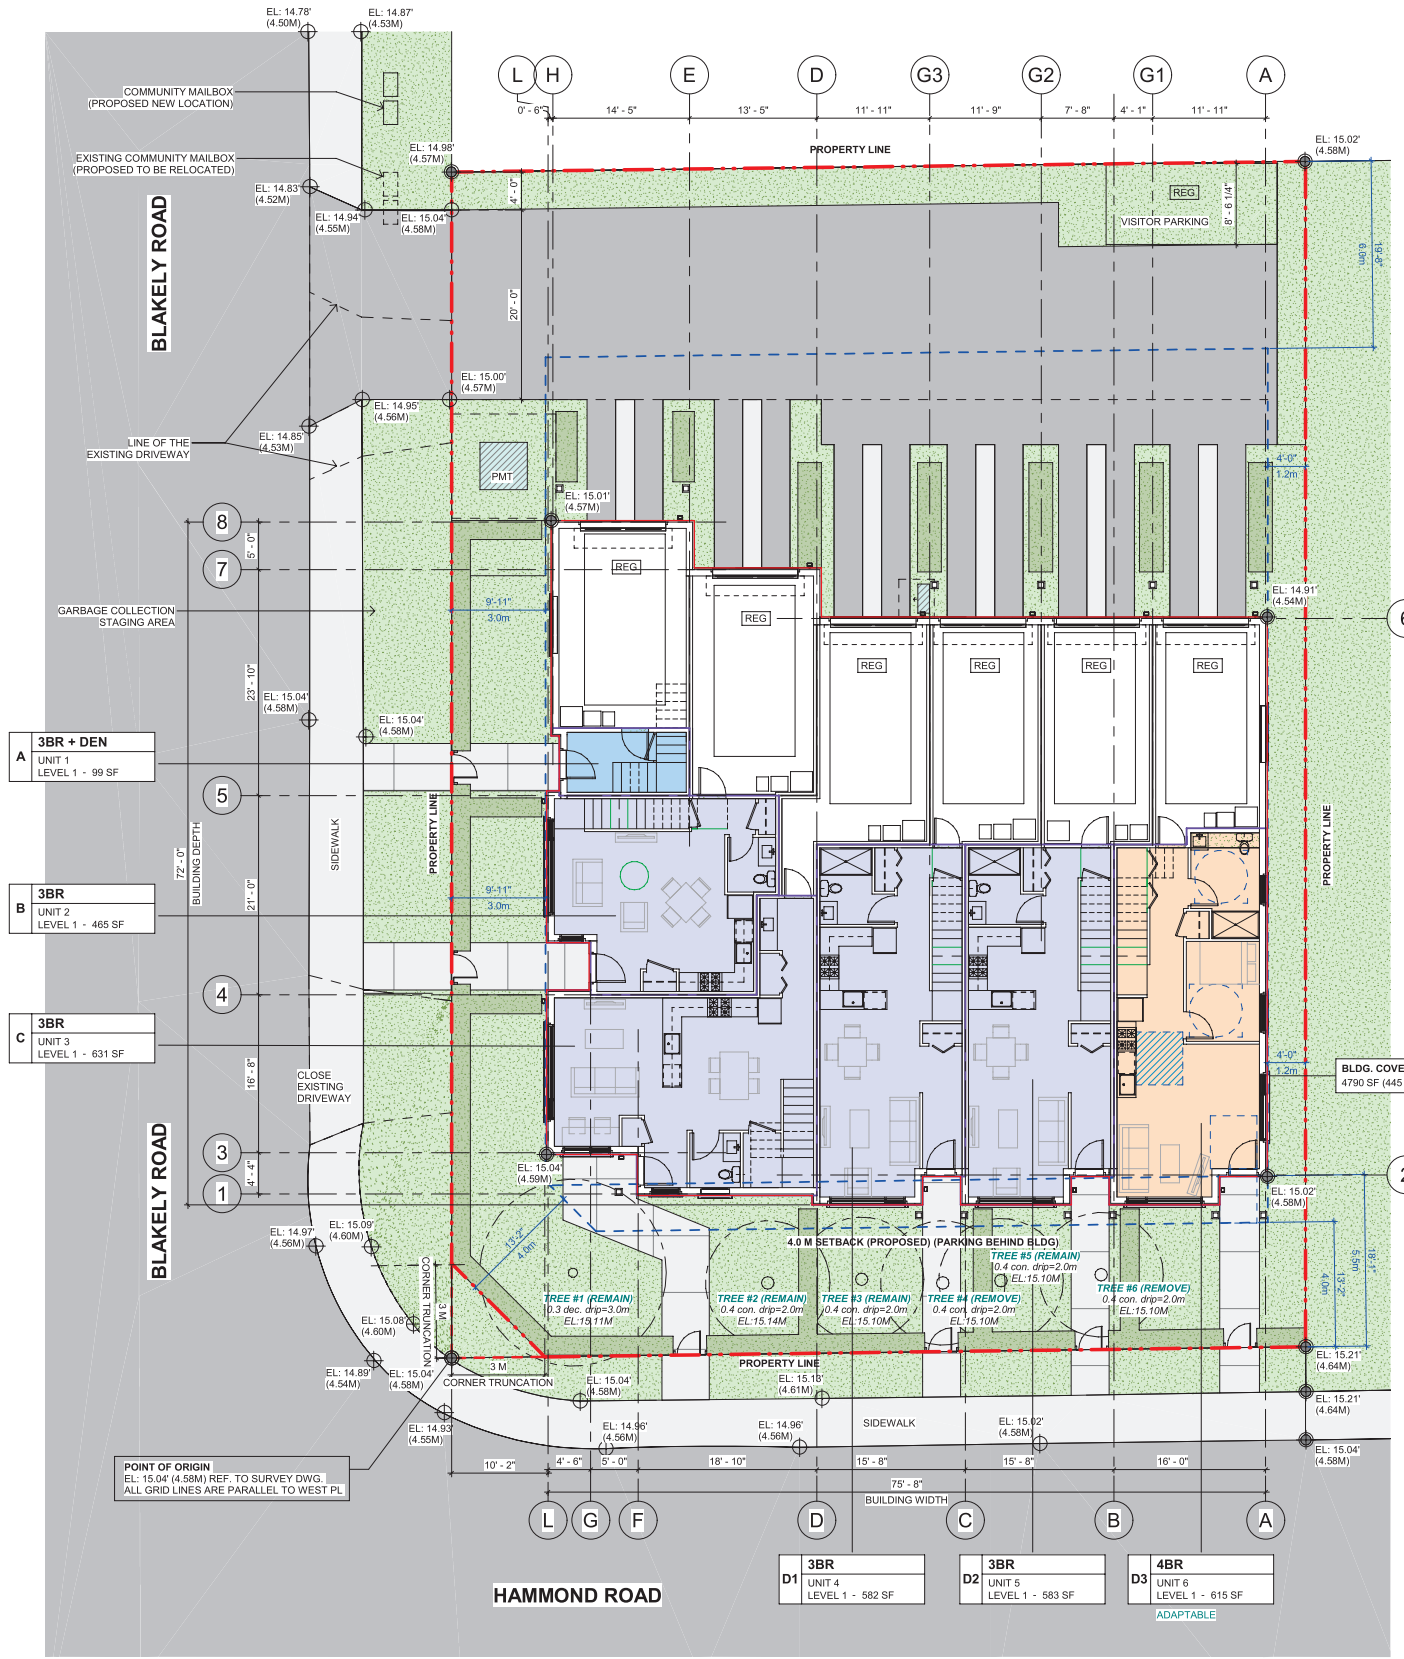 EL: 14.78'
(4.50M)
EL: 14.87'
(4.53M)
L
H
E
D
G3
G2
G1
A
0' - 6"
14' - 5"
13' - 5"
11' - 11"
11' - 9"
7' - 8"
4' - 1"
11' - 11"
COMMUNITY MAILBOX
(PROPOSED NEW LOCATION)
EXISTING COMMUNITY MAILBOX
(PROPOSED TO BE RELOCATED)
EL: 14.98'
(4.57M)
PROPERTY LINE
EL: 15.02'
(4.58M)
EL: 14.83'
(4.52M)
EL: 14.94'
(4.55M)
EL: 15.04'
(4.58M)
4' - 0"
REG
VISITOR PARKING
8' - 6 1/4"
19'-8"
6.0m
BLAKELY ROAD
20' - 0"
EL: 15.00'
(4.57M)
EL: 14.95'
(4.56M)
EL: 14.85'
(4.53M)
LINE OF THE
EXISTING DRIVEWAY
PMT
EL: 15.01'
(4.57M)
4'-0"
1.2m
8
5' - 0"
7
REG
REG
REG
REG
REG
REG
9'-11"
3.0m
GARBAGE COLLECTION
STAGING AREA
EL: 14.91'
(4.54M)
6
23' - 10"
EL: 15.04'
(4.58M)
EL: 15.04'
(4.58M)
A
3BR + DEN
UNIT 1
LEVEL 1 - 99 SF
5
72' - 0"
BUILDING DEPTH
SIDEWALK
PROPERTY LINE
PROPERTY LINE
21' - 0"
9'-11"
3.0m
B
3BR
UNIT 2
LEVEL 1 - 465 SF
4
C
3BR
UNIT 3
LEVEL 1 - 631 SF
16' - 8"
CLOSE
EXISTING
DRIVEWAY
4'-0"
1.2m
BLDG. COVE
4790 SF (445
BLAKELY ROAD
3
4' - 4"
1
EL: 15.04'
(4.59M)
2
EL: 15.02'
(4.58M)
EL: 14.97'
(4.56M)
EL: 15.09'
(4.60M)
13'-2"
4.0m
4.0 M SETBACK (PROPOSED) (PARKING BEHIND BLDG)
TREE #5 (REMAIN)
0.4 con. drip=2.0m
EL:15.10M
TREE #1 (REMAIN)
0.3 dec. drip=3.0m
EL:15.11M
TREE #2 (REMAIN)
0.4 con. drip=2.0m
EL:15.14M
TREE #3 (REMAIN)
0.4 con. drip=2.0m
EL:15.10M
TREE #4 (REMOVE)
0.4 con. drip=2.0m
EL:15.10M
TREE #6 (REMOVE)
0.4 con. drip=2.0m
EL:15.10M
13'-2"
4.0m
18'-1"
5.5m
CORNER TRUNCATION
3 M
EL: 15.08'
(4.60M)
EL: 14.89'
(4.54M)
EL: 15.04'
(4.58M)
3 M
CORNER TRUNCATION
PROPERTY LINE
EL: 15.21'
(4.64M)
EL: 15.04'
(4.58M)
EL: 15.13'
(4.61M)
EL: 15.21'
(4.64M)
EL: 14.93'
(4.55M)
EL: 14.96'
(4.56M)
EL: 14.96'
(4.56M)
SIDEWALK
EL: 15.02'
(4.58M)
EL: 15.04'
(4.58M)
POINT OF ORIGIN
EL: 15.04' (4.58M) REF. TO SURVEY DWG.
ALL GRID LINES ARE PARALLEL TO WEST PL
10' - 2"
4' - 6"
5' - 0"
18' - 10"
15' - 8"
15' - 8"
16' - 0"
75' - 8"
BUILDING WIDTH
L
G
F
D
C
B
A
HAMMOND ROAD
D1
3BR
UNIT 4
LEVEL 1 - 582 SF
D2
3BR
UNIT 5
LEVEL 1 - 583 SF
D3
4BR
UNIT 6
LEVEL 1 - 615 SF
ADAPTABLE